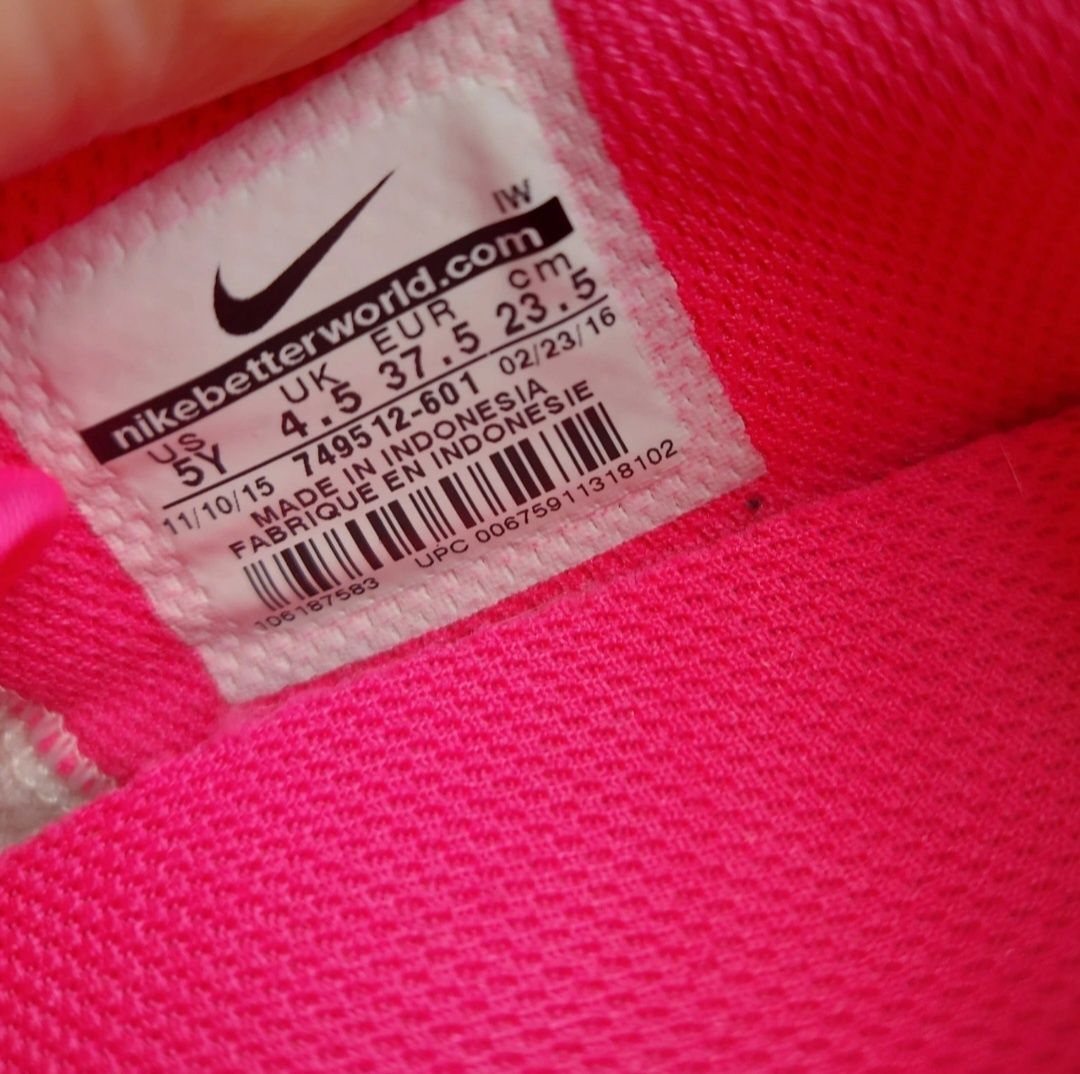 IW
nikebetterworld.com
US UK EUR cm
5Y 4.5 37.5 23.5
11/10/15 749512-601 02/23/16
MADE IN INDONESIA
FABRIQUE EN INDONESIE
106187583 UPC 00675911318102